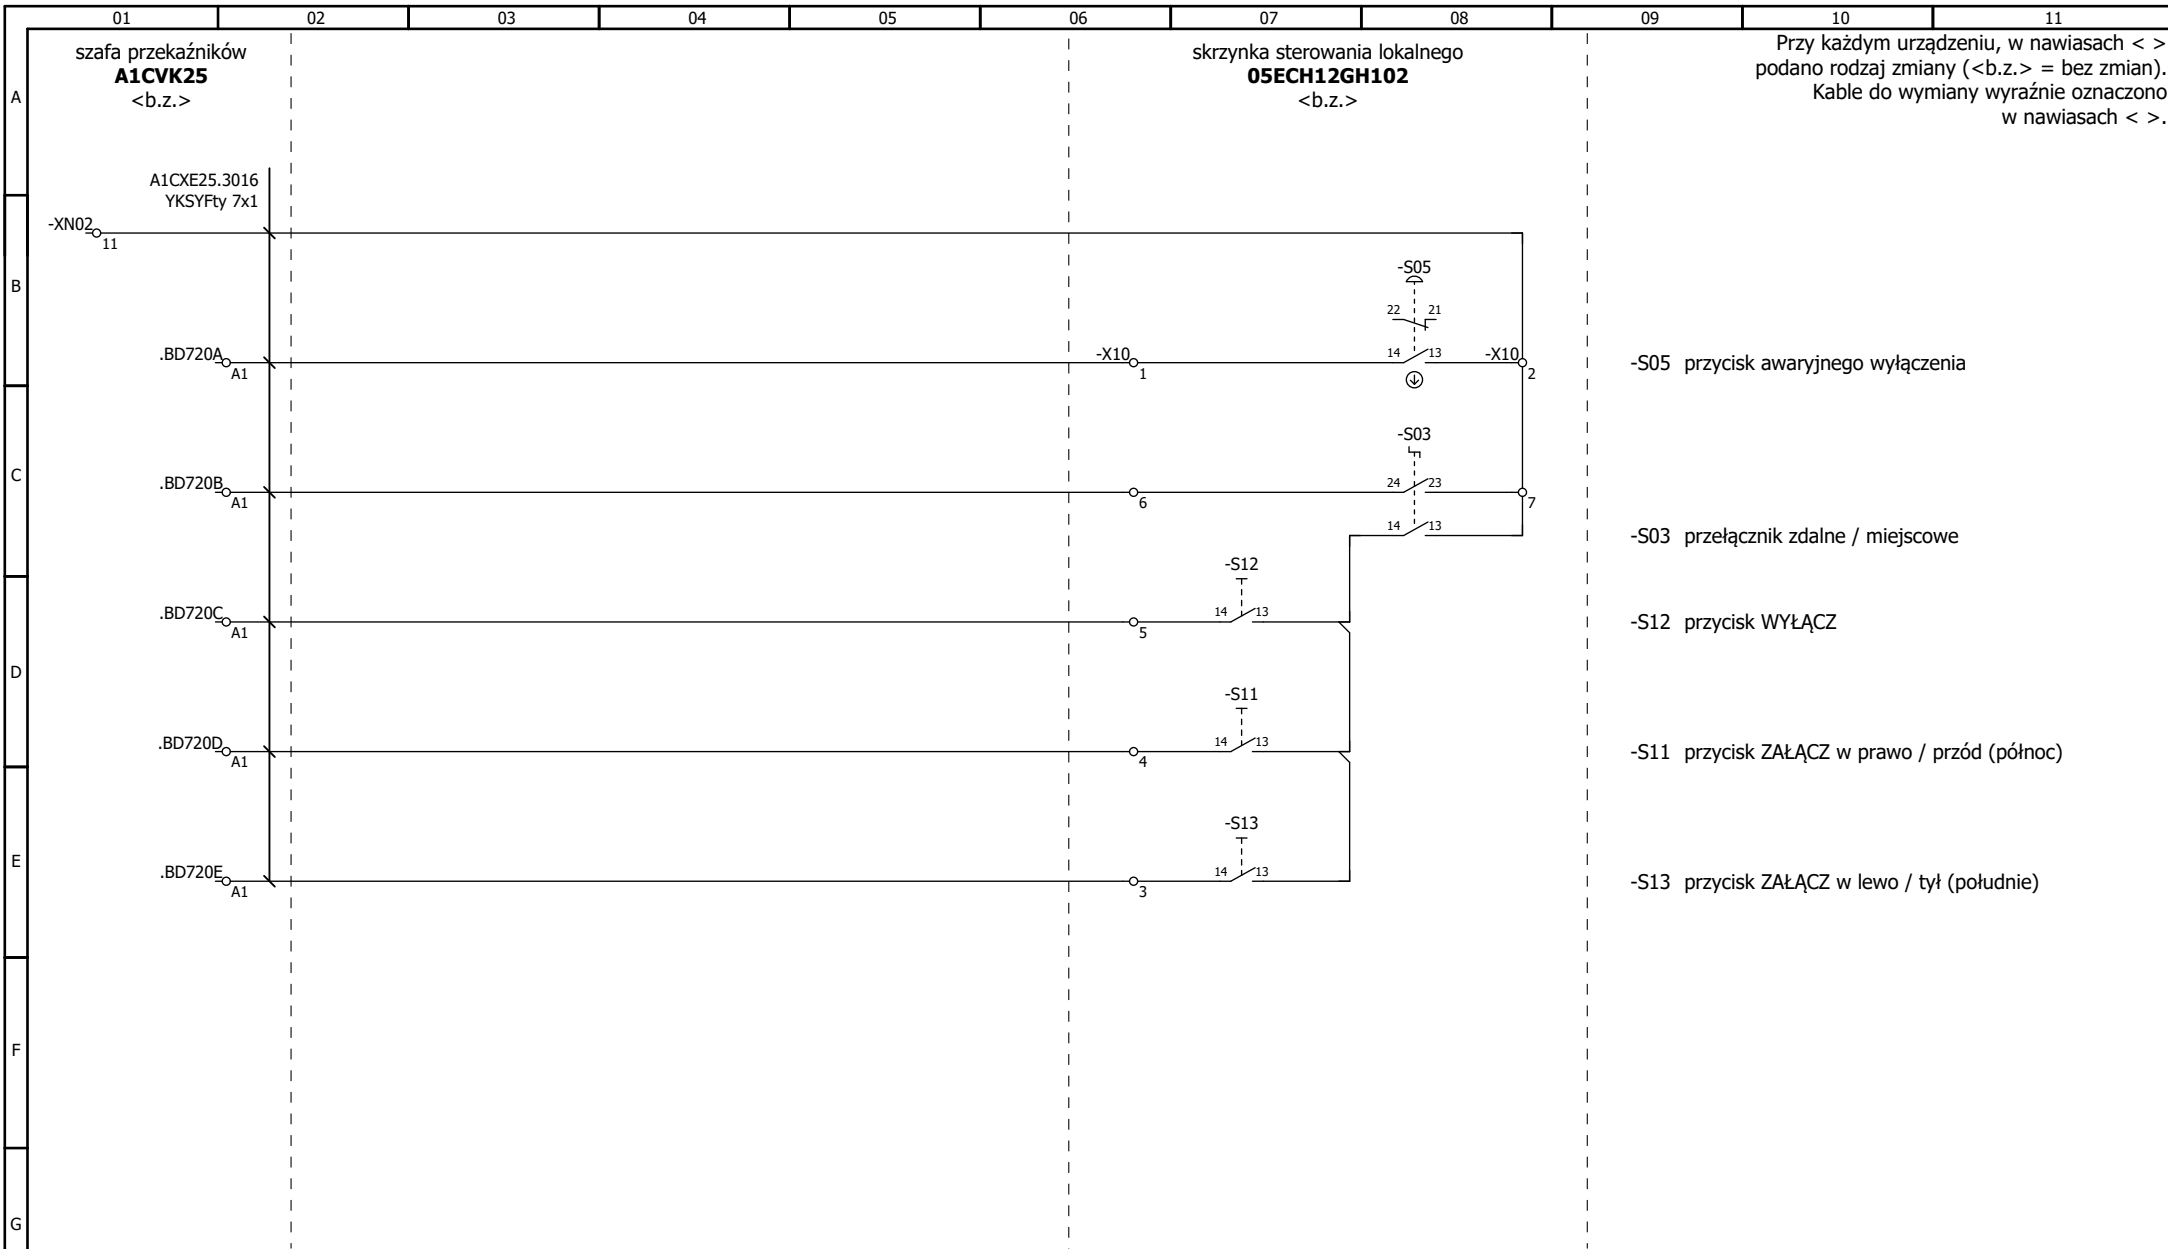 01 02 03 04 05 06 07 08 09 10 11
szafa przekaźników
A1CVK25
<b.z.>
skrzynka sterowania lokalnego
05ECH12GH102
<b.z.>
Przy każdym urządzeniu, w nawiasach < >
podano rodzaj zmiany (<b.z.> = bez zmian).
Kable do wymiany wyraźnie oznaczono
w nawiasach < >.
A
A1CXE25.3016
YKSYFty 7x1
-XN02
11
B
-S05
22 21
.BD720A -X10 14 13 -X10 -S05 przycisk awaryjnego wyłączenia
A1 1 2
-S03
C
.BD720B 24 23
A1 6 7
14 13 -S03 przełącznik zdalne / miejscowe
-S12
.BD720C 14 13 -S12 przycisk WYŁĄCZ
A1 5
D
-S11
.BD720D 14 13 -S11 przycisk ZAŁĄCZ w prawo / przód (północ)
A1 4
-S13
E
.BD720E 14 13 -S13 przycisk ZAŁĄCZ w lewo / tył (południe)
A1 3
F
G